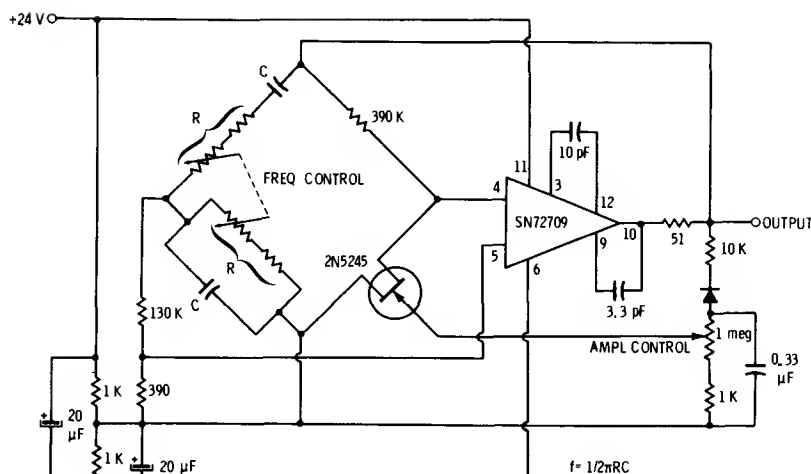 +24 V
C
R
390 K
10 pF
11
3
12
4
FREQ CONTROL
SN72709
10
51
OUTPUT
9
5
6
10 K
R
2N5245
C
3.3 pF
130 K
1 meg
AMPL CONTROL
0.33
µF
1 K
390
1 K
20
µF
1 K
20 µF
f= 1/2πRC